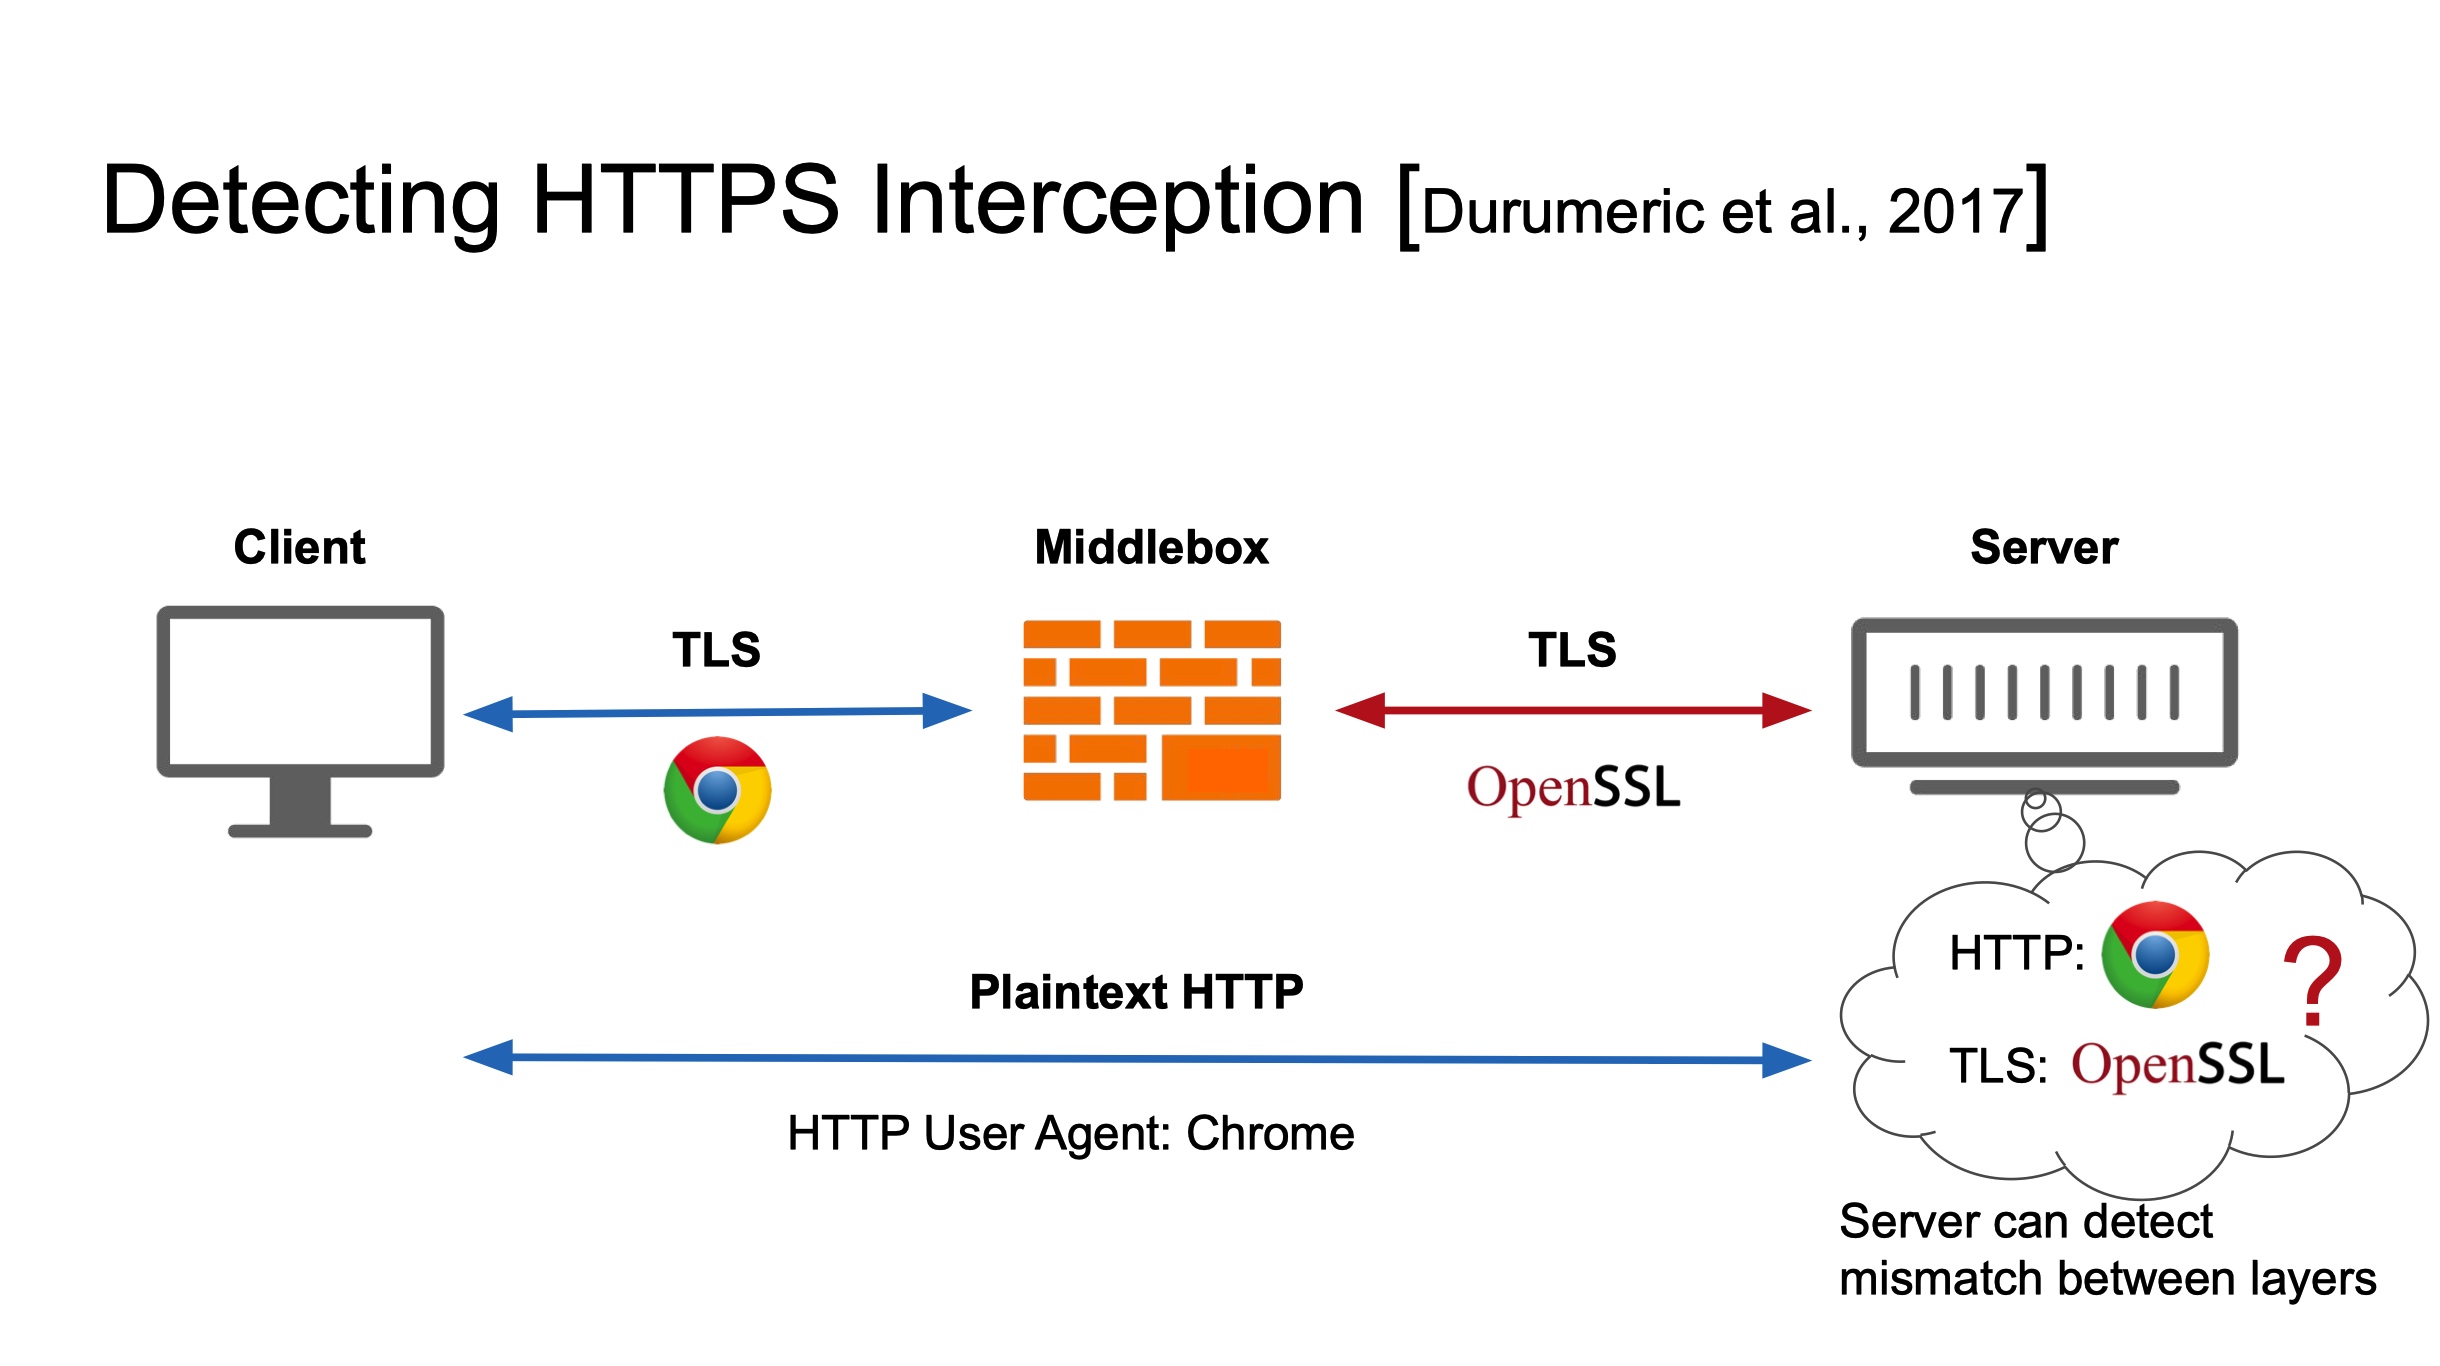 Detecting HTTPS Interception [Durumeric et al., 2017]
Client
Middlebox
Server
TLS
TLS
OpenSSL
HTTP:
?
TLS: OpenSSL
Plaintext HTTP
HTTP User Agent: Chrome
Server can detect
mismatch between layers